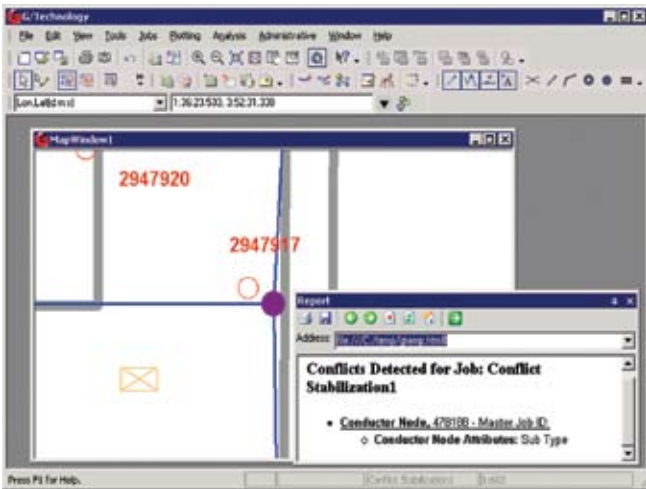 G/Technology
File Edit View Tools Jobs Plotting Analysis Administrative Window Help
MapWindow1
2947920
2947917
Report
Address:
Conflicts Detected for Job: Conflict
Stabilization1
Conductor Node, 478188 - Master Job ID:
Conductor Node Attributes: Sub Type
Press F1 for Help.